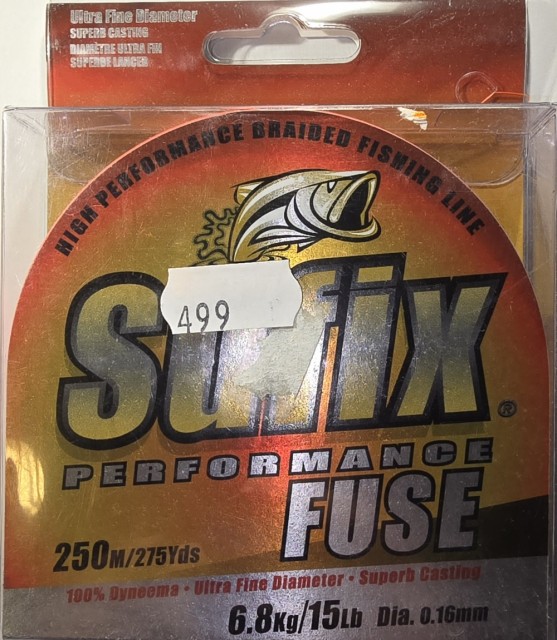 Ultra Fine Diameter
SUPERB CASTING
DIAMÈTRE ULTRA FIN
SUPERBE LANCER
HIGH PERFORMANCE BRAIDED FISHING LINE
Sufix®
499
PERFORMANCE
FUSE
250M/275Yds
100% Dyneema • Ultra Fine Diameter • Superb Casting
6.8Kg/15Lb Dia. 0.16mm